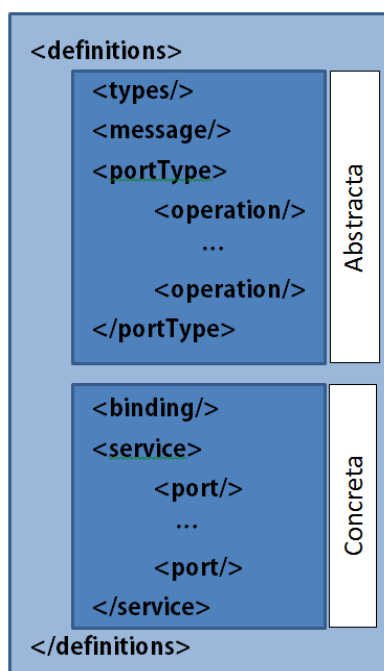 <definitions>
<types/>
<message/>
<portType>
<operation/>
...
<operation/>
</portType>
Abstracta
<binding/>
<service>
<port/>
...
<port/>
</service>
Concreta
</definitions>